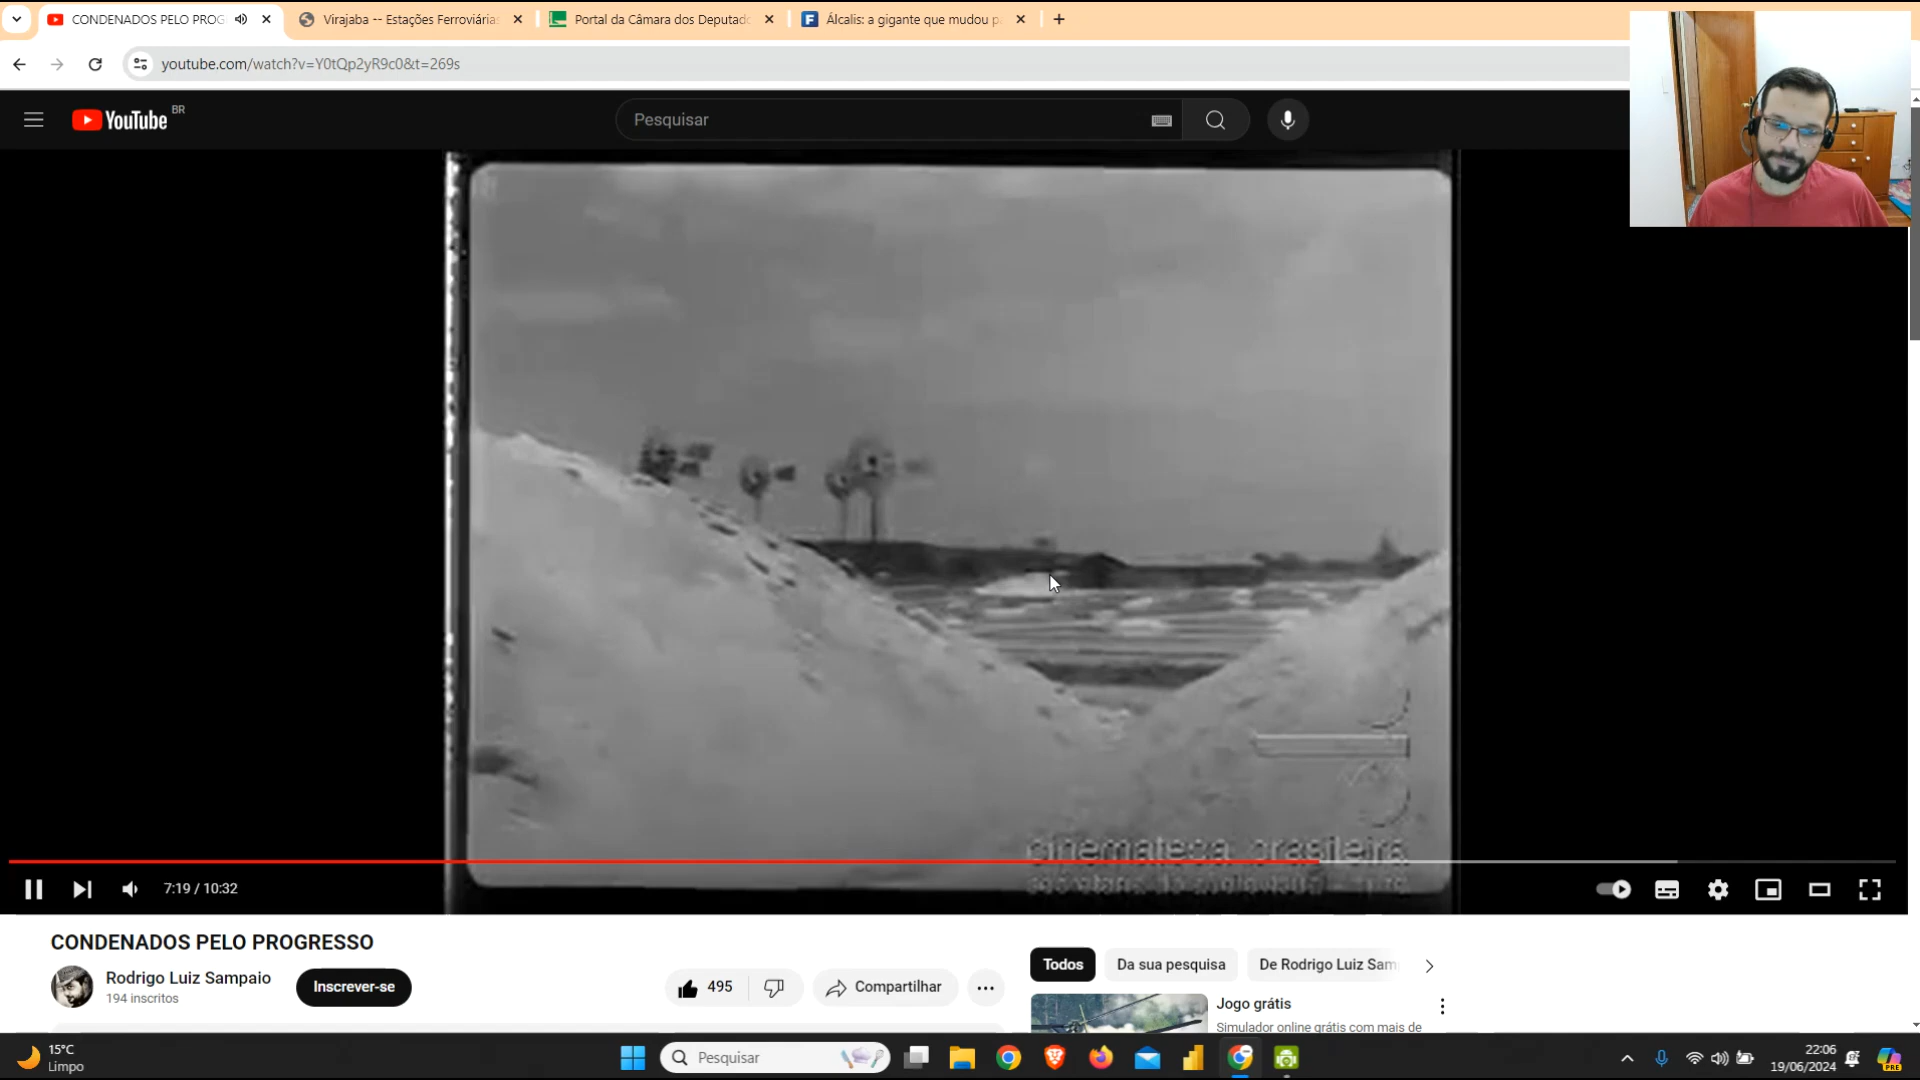 CONDENADOS PELO PROG
Virajaba -- Estações Ferroviária
Portal da Câmara dos Deputado
Álcalis: a gigante que mudou p
youtube.com/watch?v=Y0tQp2yR9c0&t=269s
YouTube
BR
Pesquisar
cinemateca brasileira
7:19 / 10:32
CONDENADOS PELO PROGRESSO
Rodrigo Luiz Sampaio
194 inscritos
Inscrever-se
495
Compartilhar
Todos
Da sua pesquisa
De Rodrigo Luiz Sam
Jogo grátis
Simulador online grátis com mais de
15°C
Limpo
Pesquisar
PRE
22:06
19/06/2024